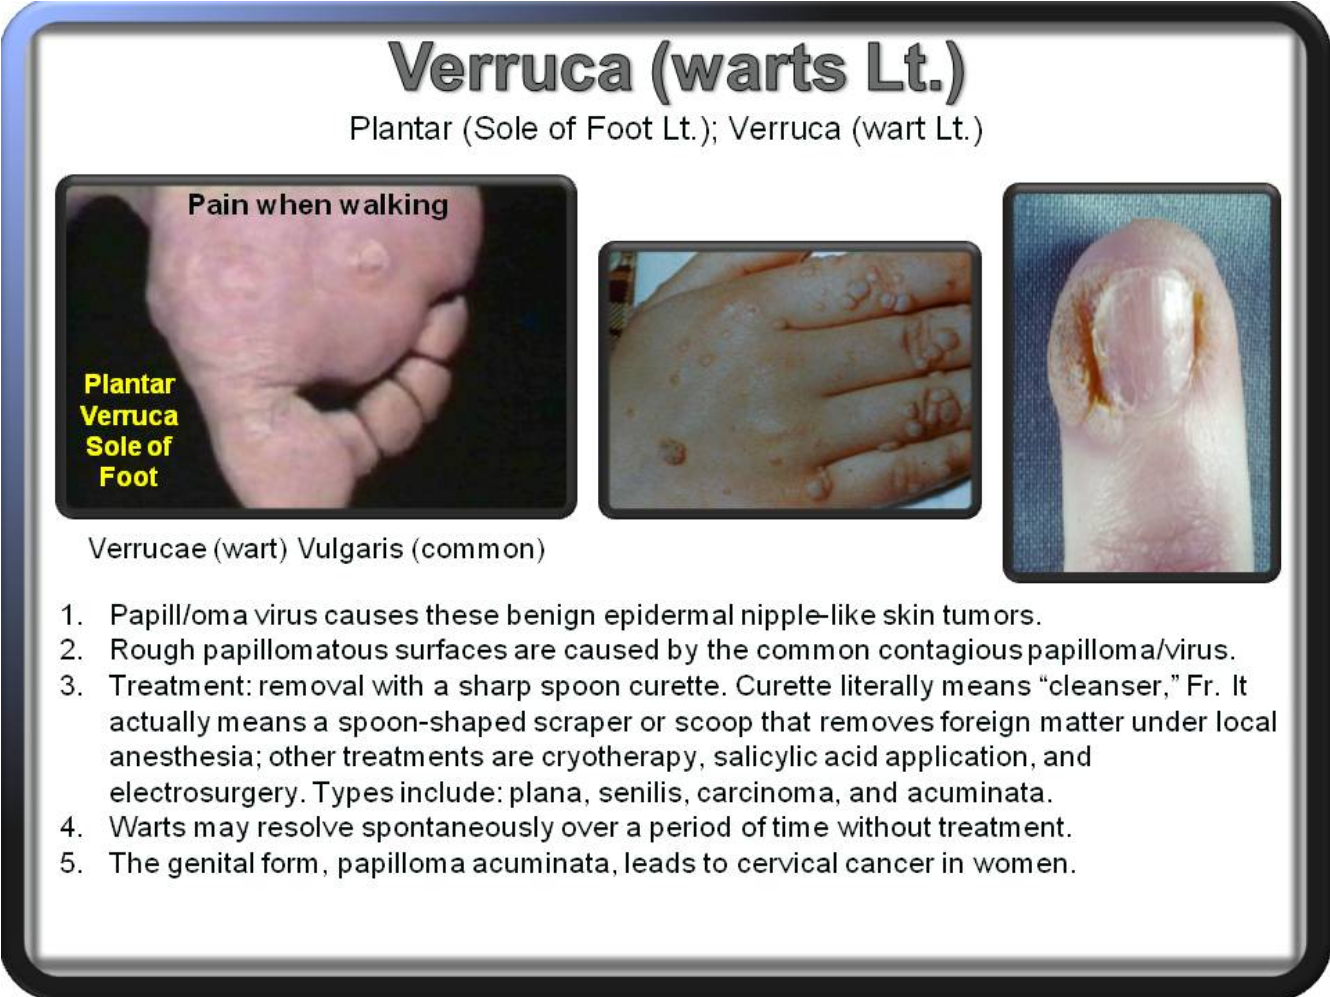 Verruca (warts Lt.)
Plantar (Sole of Foot Lt.); Verruca (wart Lt.)
Pain when walking
Plantar
Verruca
Sole of
Foot
Verrucae (wart) Vulgaris (common)
1. Papill/oma virus causes these benign epidermal nipple-like skin tumors.
2. Rough papillomatous surfaces are caused by the common contagious papilloma/virus.
3. Treatment: removal with a sharp spoon curette. Curette literally means “cleanser,” Fr. It
actually means a spoon-shaped scraper or scoop that removes foreign matter under local
anesthesia; other treatments are cryotherapy, salicylic acid application, and
electrosurgery. Types include: plana, senilis, carcinoma, and acuminata.
4. Warts may resolve spontaneously over a period of time without treatment.
5. The genital form, papilloma acuminata, leads to cervical cancer in women.